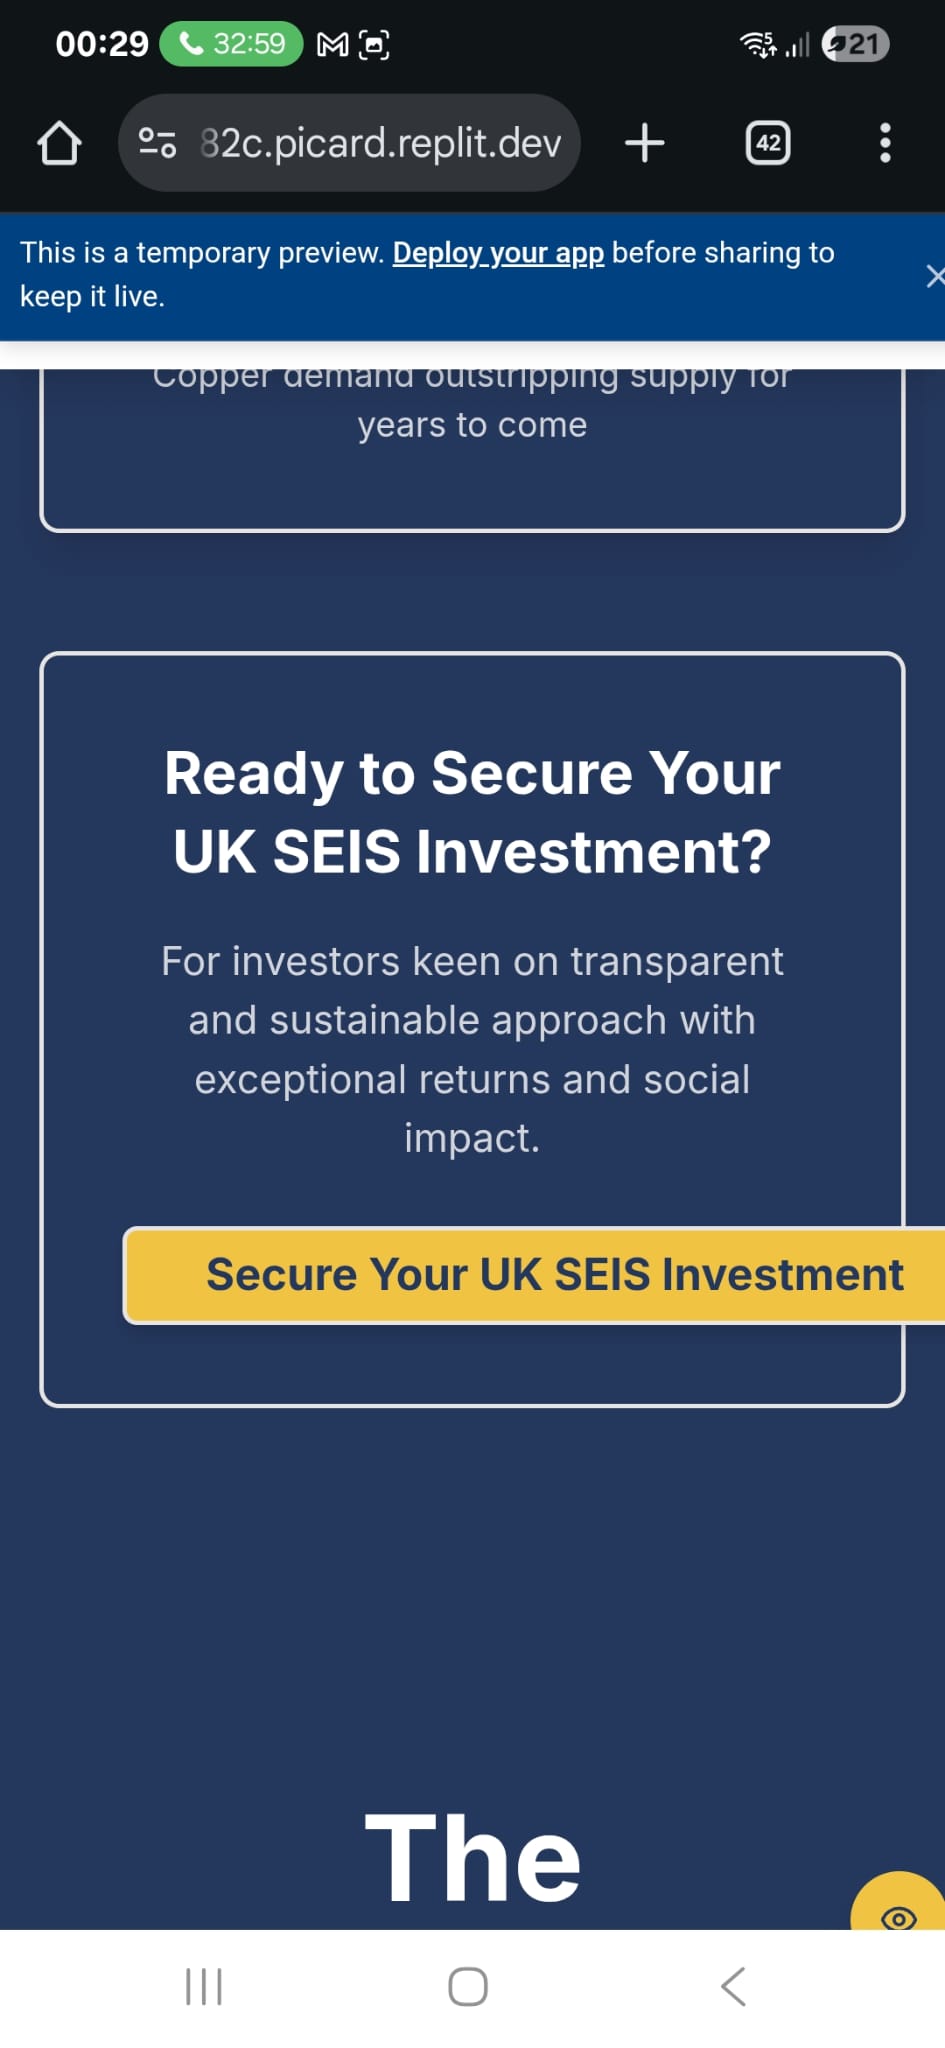 00:29 32:59 21
82c.picard.replit.dev 42
This is a temporary preview. Deploy your app before sharing to
keep it live.
Copper demand outstripping supply for
years to come
Ready to Secure Your
UK SEIS Investment?
For investors keen on transparent
and sustainable approach with
exceptional returns and social
impact.
Secure Your UK SEIS Investment
The